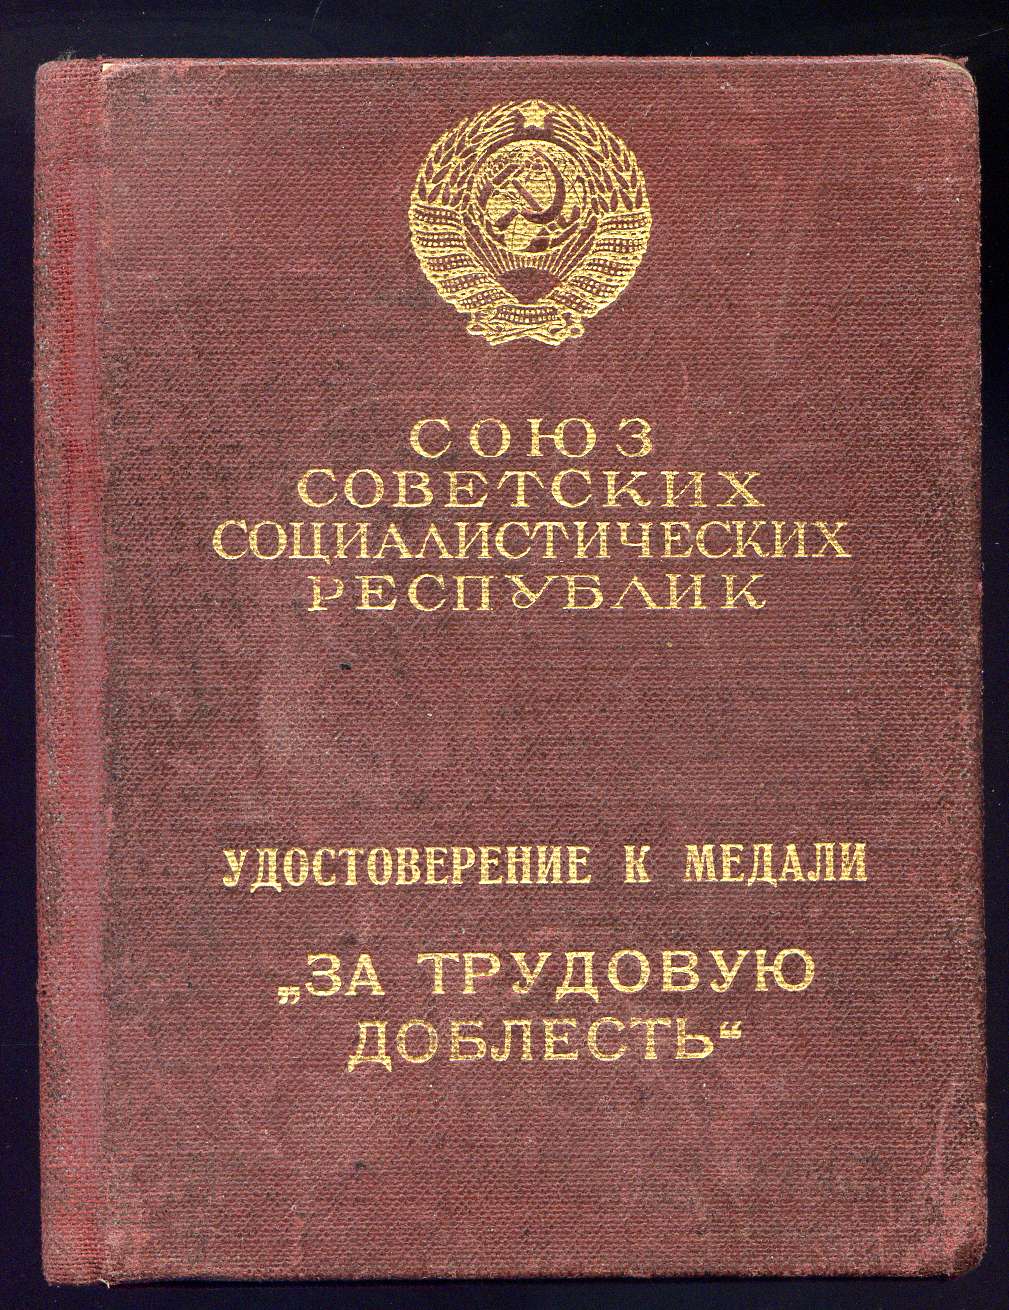 СОЮЗ
СОВЕТСКИХ
СОЦИАЛИСТИЧЕСКИХ
РЕСПУБЛИК
УДОСТОВЕРЕНИЕ К МЕДАЛИ
„ЗА ТРУДОВУЮ
ДОБЛЕСТЬ“